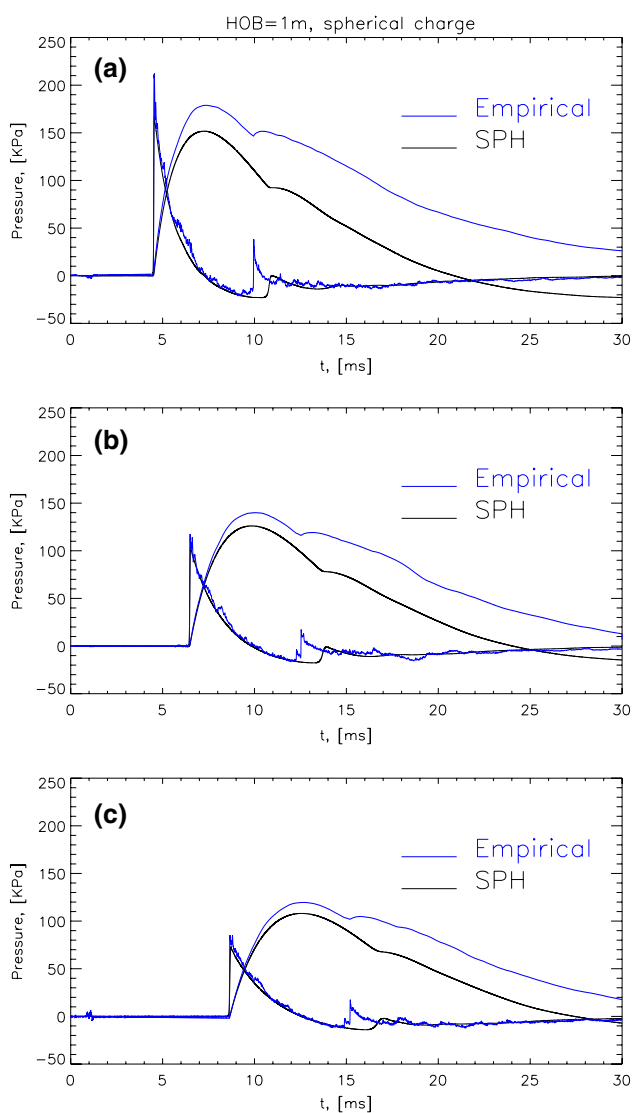 HOB=1m, spherical charge
(a)
250
200
150
100
50
0
−50
Pressure, [KPa]
Empirical
SPH
0 5 10 15 20 25 30
t, [ms]
(b)
250
200
150
100
50
0
−50
Pressure, [KPa]
Empirical
SPH
0 5 10 15 20 25 30
t, [ms]
(c)
250
200
150
100
50
0
−50
Pressure, [KPa]
Empirical
SPH
0 5 10 15 20 25 30
t, [ms]